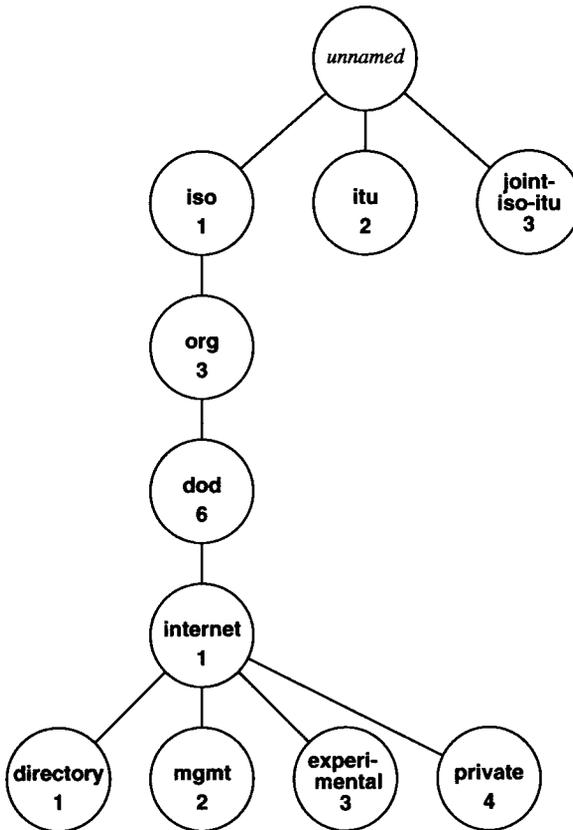 unnamed
iso
1
itu
2
joint-
iso-itu
3
org
3
dod
6
internet
1
directory
1
mgmt
2
experi-
mental
3
private
4